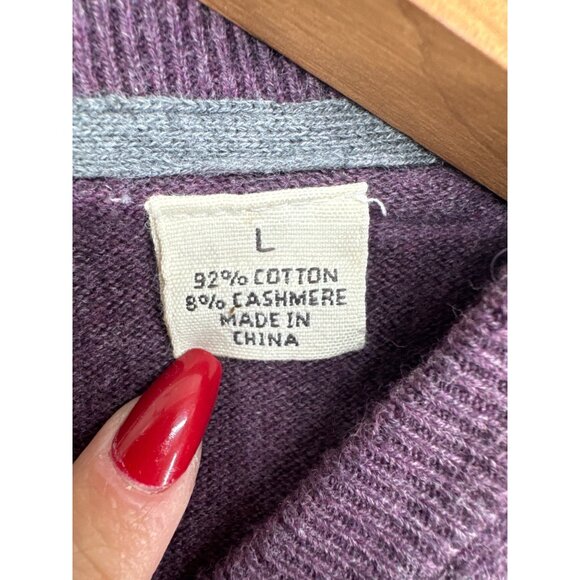 L
92% COTTON
8% CASHMERE
MADE IN
CHINA